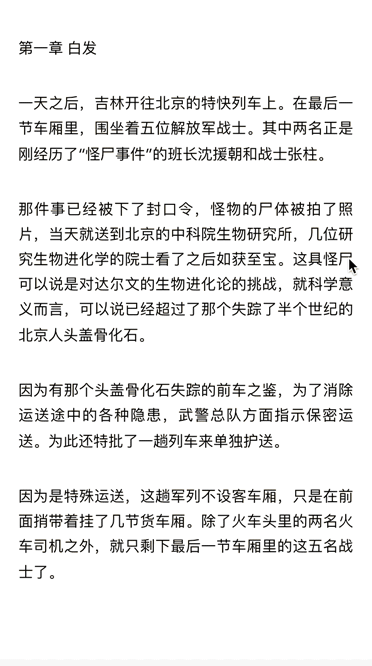 第一章 白发
一天之后，吉林开往北京的特快列车上。在最后一
节车厢里，围坐着五位解放军战士。其中两名正是
刚经历了“怪尸事件”的班长沈援朝和战士张柱。
那件事已经被下了封口令，怪物的尸体被拍了照
片，当天就送到北京的中科院生物研究所，几位研
究生物进化学的院士看了之后如获至宝。这具怪尸
可以说是对达尔文的生物进化论的挑战，就科学意
义而言，可以说已经超过了那个失踪了半个世纪的
北京人头盖骨化石。
因为有那个头盖骨化石失踪的前车之鉴，为了消除
运送途中的各种隐患，武警总队方面指示保密运
送。为此还特批了一趟列车来单独护送。
因为是特殊运送，这趟军列不设客车厢，只是在前
面捎带着挂了几节货车厢。除了火车头里的两名火
车司机之外，就只剩下最后一节车厢里的这五名战
士了。